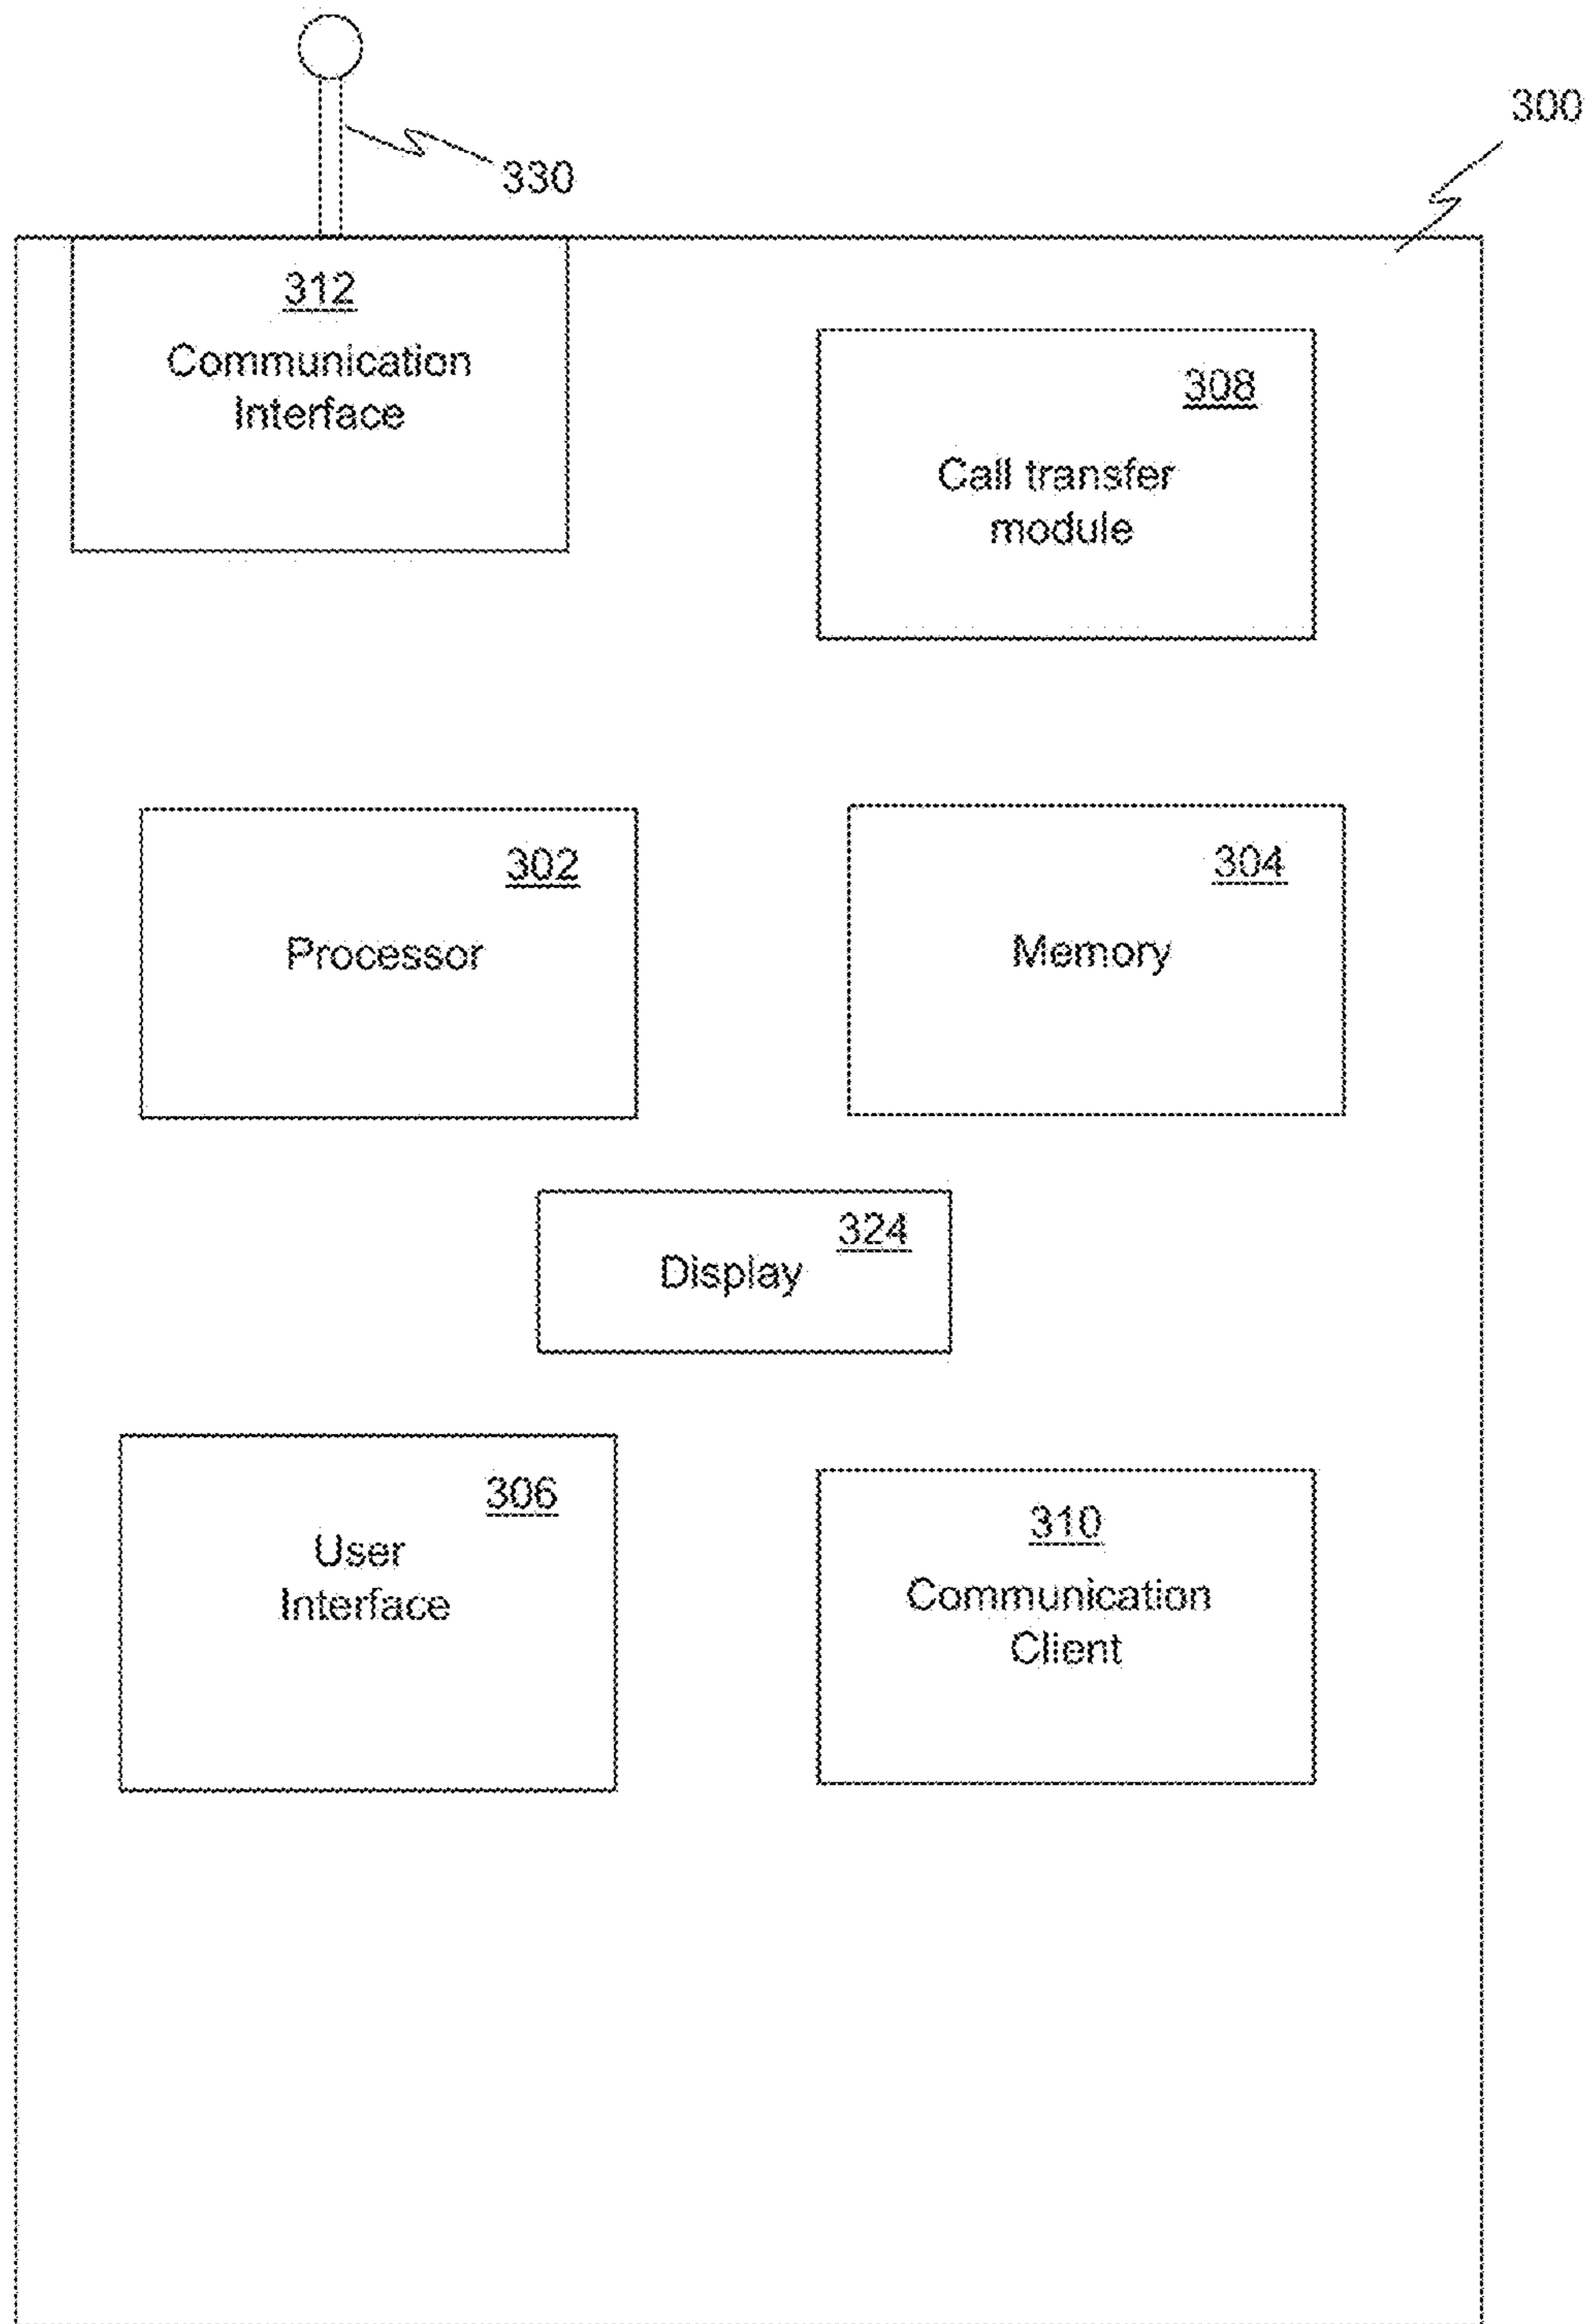 300
330
312
Communication
Interface
308
Call transfer
module
302
Processor
304
Memory
324
Display
306
User
Interface
310
Communication
Client